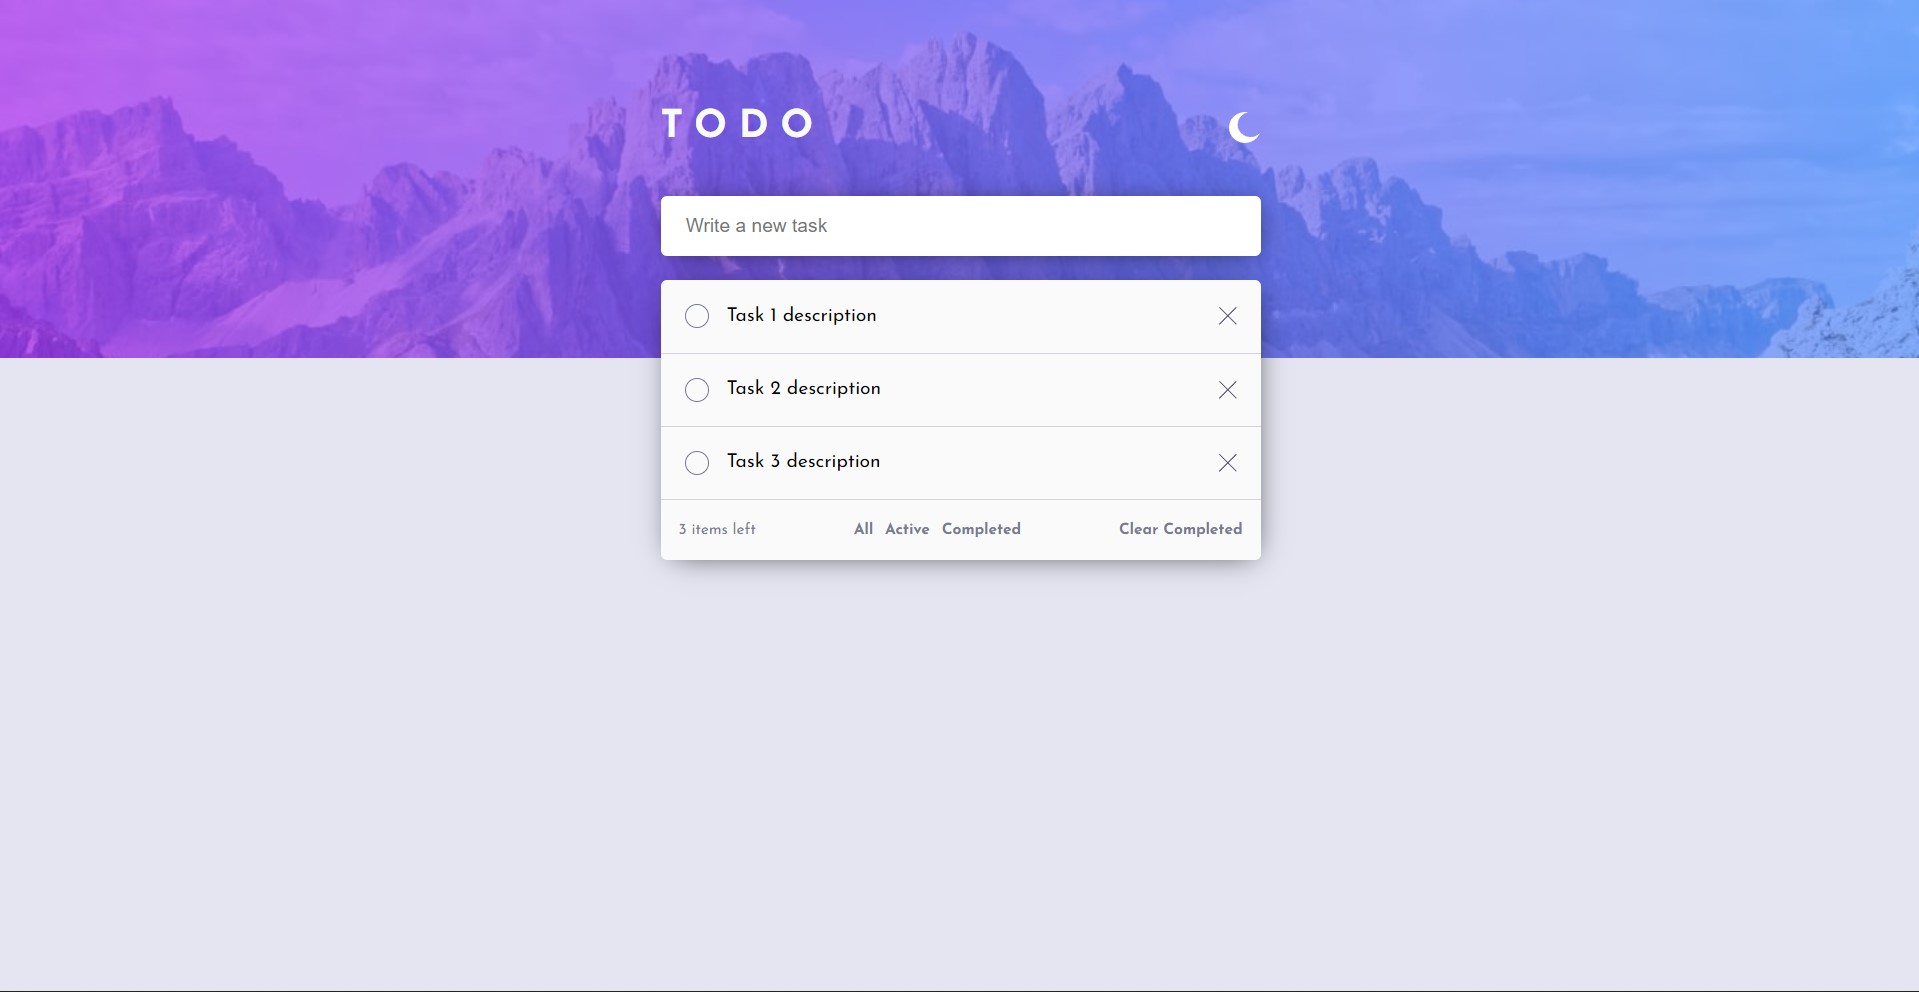 TODO
Write a new task
Task 1 description
Task 2 description
Task 3 description
3 items left All Active Completed Clear Completed